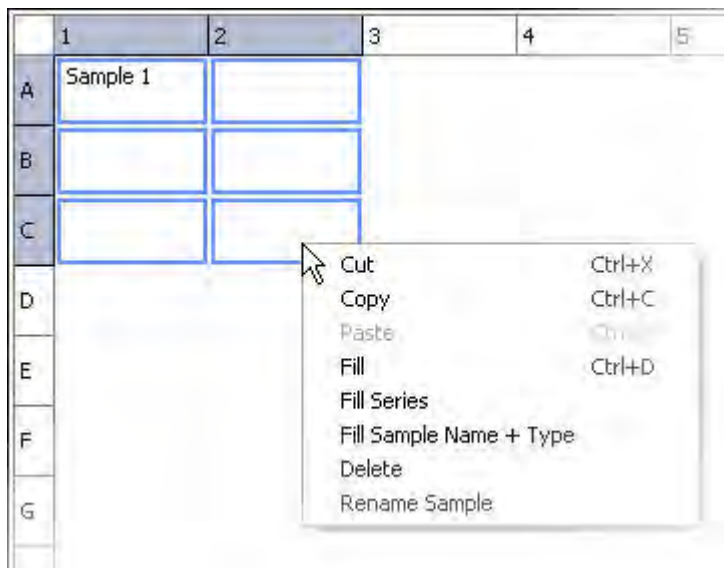 1 2 3 4 5
A Sample 1
B
C
Cut Ctrl+X
Copy Ctrl+C
D
Paste
E Fill Ctrl+D
Fill Series
F Fill Sample Name + Type
Delete
G Rename Sample